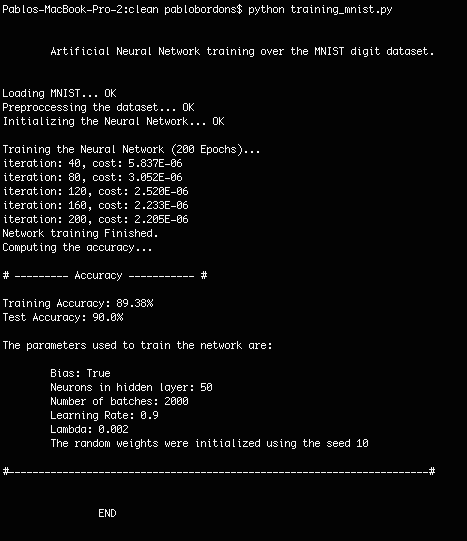 Pablos-MacBook-Pro-2:clean pablobordons$ python training_mnist.py
Artificial Neural Network training over the MNIST digit dataset.
Loading MNIST... OK
Preproccessing the dataset... OK
Initializing the Neural Network... OK
Training the Neural Network (200 Epochs)...
iteration: 40, cost: 5.837E-06
iteration: 80, cost: 3.052E-06
iteration: 120, cost: 2.520E-06
iteration: 160, cost: 2.233E-06
iteration: 200, cost: 2.205E-06
Network training Finished.
Computing the accuracy...
# --------- Accuracy ----------- #
Training Accuracy: 89.38%
Test Accuracy: 90.0%
The parameters used to train the network are:
Bias: True
Neurons in hidden layer: 50
Number of batches: 2000
Learning Rate: 0.9
Lambda: 0.002
The random weights were initialized using the seed 10
#----------------------------------------------------------------------#
END